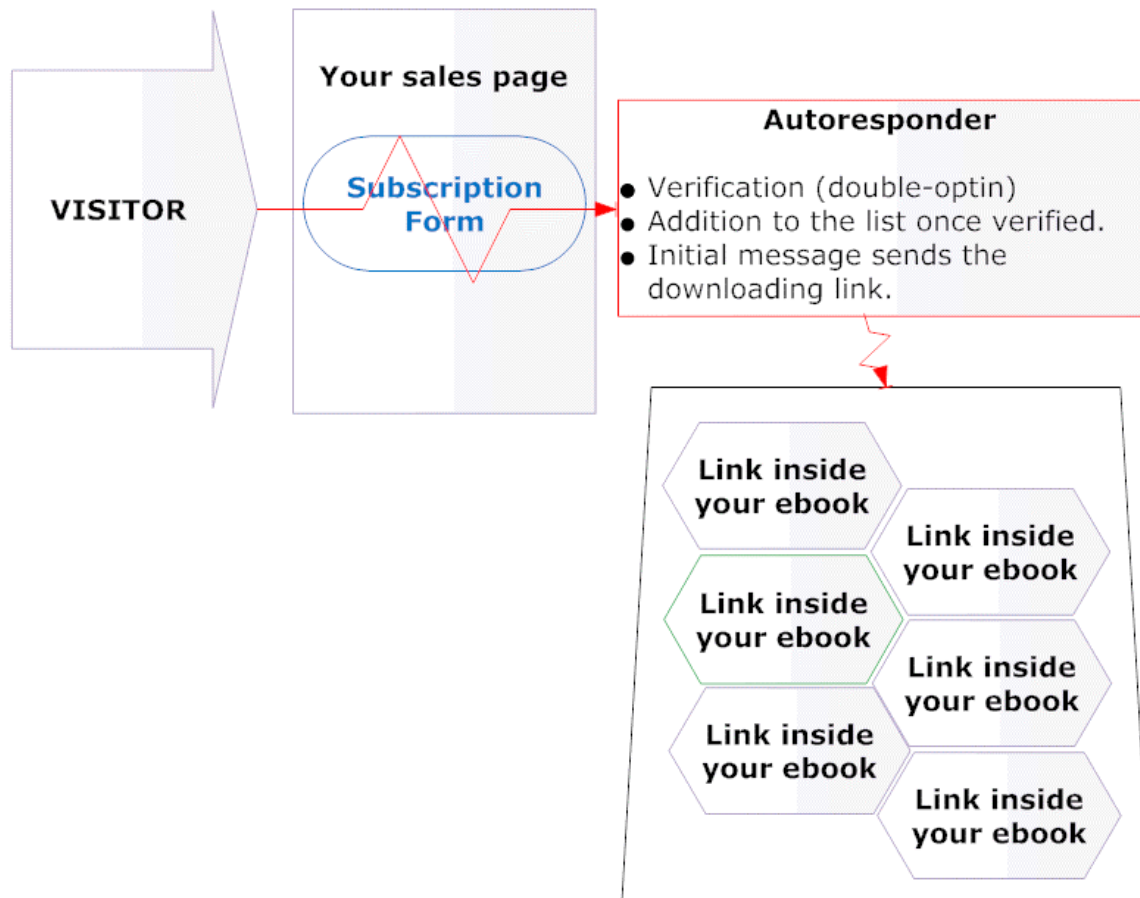 VISITOR
Your sales page
Subscription
Form
Autoresponder
● Verification (double-optin)
● Addition to the list once verified.
● Initial message sends the
downloading link.
Link inside
your ebook
Link inside
your ebook
Link inside
your ebook
Link inside
your ebook
Link inside
your ebook
Link inside
your ebook